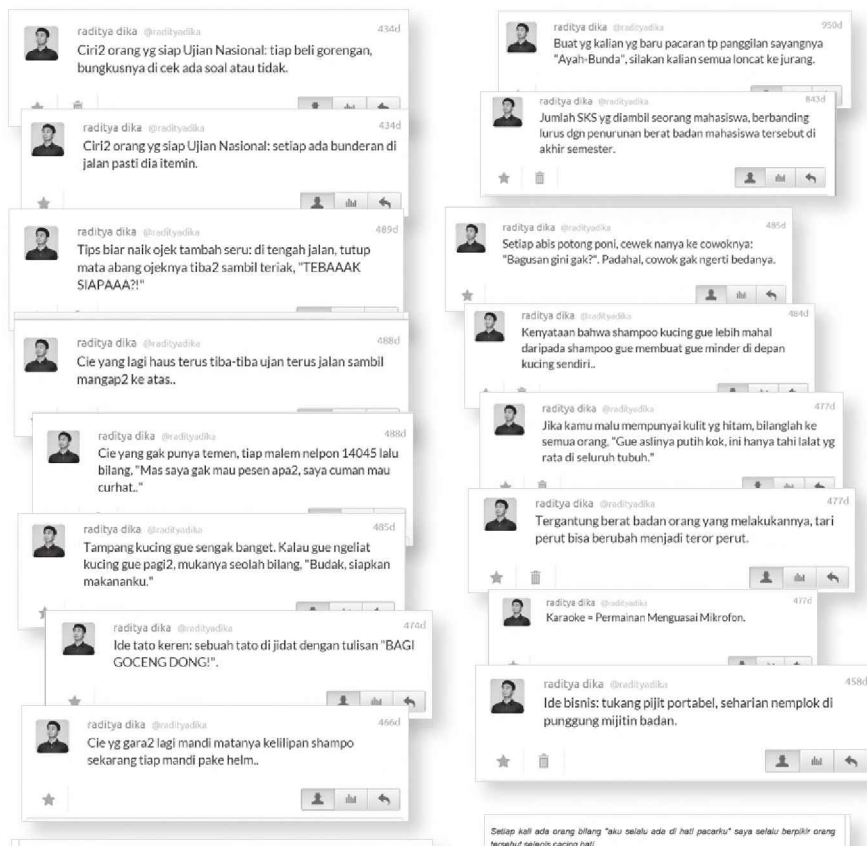 raditya dika @radityadika 434d
Ciri2 orang yg siap Ujian Nasional: tiap beli gorengan,
bungkusnya di cek ada soal atau tidak.
raditya dika @radityadika 434d
Ciri2 orang yg siap Ujian Nasional: setiap ada bunderan di
jalan pasti dia itemin.
raditya dika @radityadika 489d
Tips biar naik ojek tambah seru: di tengah jalan, tutup
mata abang ojeknya tiba2 sambil teriak, "TEBAAAK
SIAPAAA?!"
raditya dika @radityadika 488d
Cie yang lagi haus terus tiba-tiba ujan terus jalan sambil
mangap2 ke atas..
raditya dika @radityadika 488d
Cie yang gak punya temen, tiap malem nelpon 14045 lalu
bilang, "Mas saya gak mau pesen apa2, saya cuman mau
curhat.."
raditya dika @radityadika 485d
Tampang kucing gue sengak banget. Kalau gue ngeliat
kucing gue pagi2, mukanya seolah bilang, "Budak, siapkan
makananku."
raditya dika @radityadika 474d
Ide tato keren: sebuah tato di jidat dengan tulisan "BAGI
GOCENG DONG!".
raditya dika @radityadika 466d
Cie yg gara2 lagi mandi matanya kelilipan shampo
sekarang tiap mandi pake helm..
raditya dika @radityadika 950d
Buat yg kalian yg baru pacaran tp panggilan sayangnya
"Ayah-Bunda", silakan kalian semua loncat ke jurang.
raditya dika @radityadika 843d
Jumlah SKS yg diambil seorang mahasiswa, berbanding
lurus dgn penurunan berat badan mahasiswa tersebut di
akhir semester.
raditya dika @radityadika 485d
Setiap abis potong poni, cewek nanya ke cowoknya:
"Bagusan gini gak?". Padahal, cowok gak ngerti bedanya.
raditya dika @radityadika 484d
Kenyataan bahwa shampoo kucing gue lebih mahal
daripada shampoo gue membuat gue minder di depan
kucing sendiri..
raditya dika @radityadika 477d
Jika kamu malu mempunyai kulit yg hitam, bilanglah ke
semua orang. "Gue aslinya putih kok, ini hanya tahi lalat yg
rata di seluruh tubuh."
raditya dika @radityadika 477d
Tergantung berat badan orang yang melakukannya, tari
perut bisa berubah menjadi teror perut.
raditya dika @radityadika 477d
Karaoke = Permainan Menguasai Mikrofon.
raditya dika @radityadika 458d
Ide bisnis: tukang pijit portabel, seharian nemplok di
punggung mijitin badan.
Setiap kali ada orang bilang "aku selalu ada di hati pacarku" saya selalu berpikir orang
tersebut sejenis cacing hati.